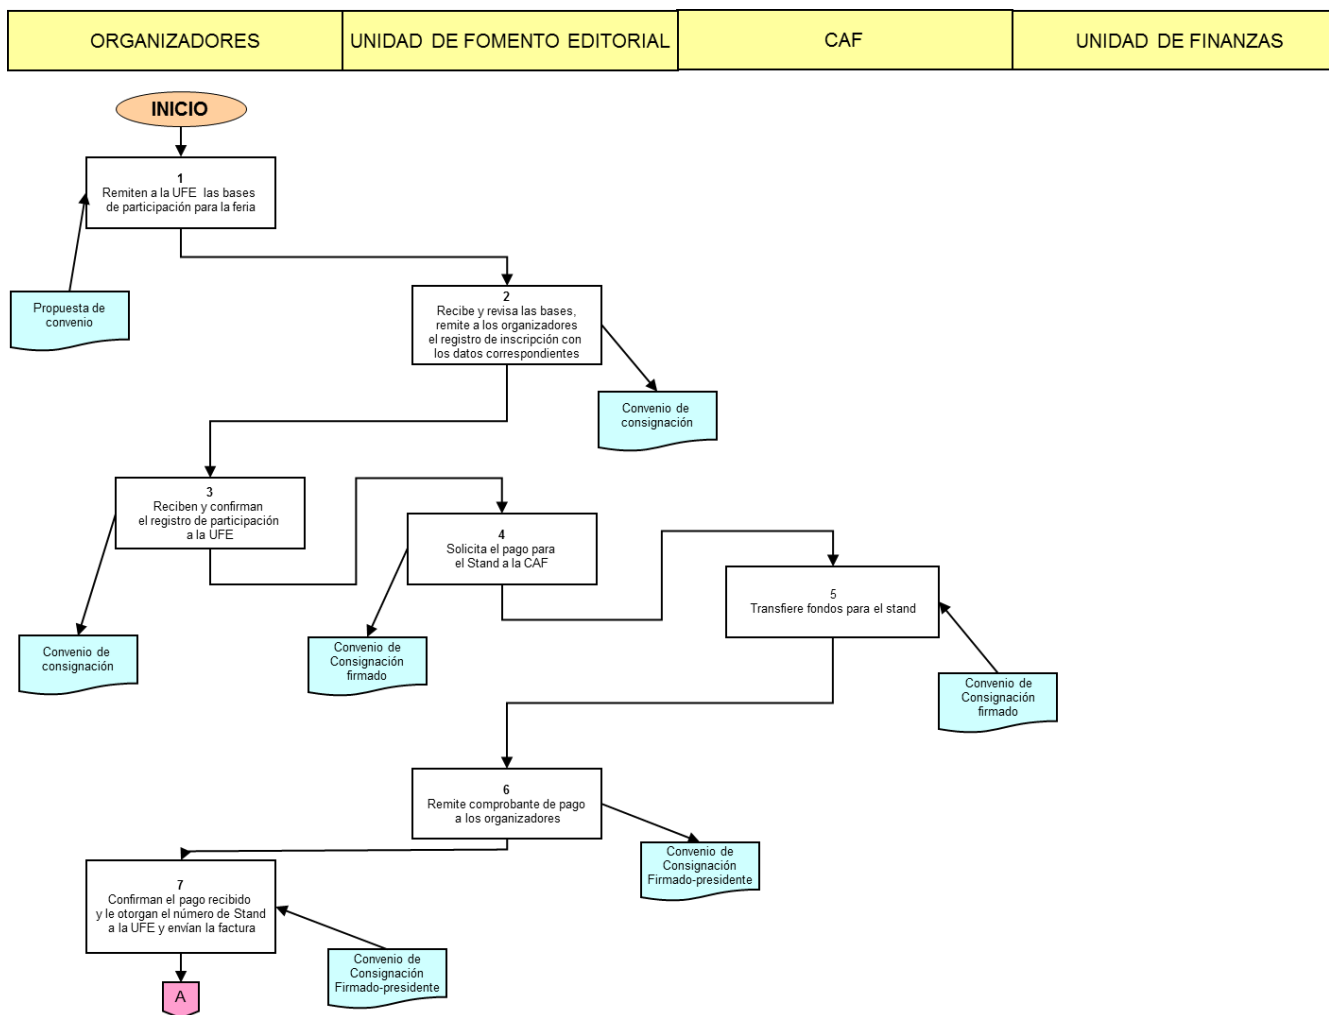 ORGANIZADORES
UNIDAD DE FOMENTO EDITORIAL
CAF
UNIDAD DE FINANZAS
INICIO
1
Remiten a la UFE las bases
de participación para la feria
Propuesta de
convenio
2
Recibe y revisa las bases,
remite a los organizadores
el registro de inscripción con
los datos correspondientes
Convenio de
consignación
3
Reciben y confirman
el registro de participación
a la UFE
Convenio de
consignación
4
Solicita el pago para
el Stand a la CAF
Convenio de
Consignación
firmado
5
Transfiere fondos para el stand
Convenio de
Consignación
firmado
6
Remite comprobante de pago
a los organizadores
Convenio de
Consignación
Firmado-presidente
7
Confirman el pago recibido
y le otorgan el número de Stand
a la UFE y envían la factura
Convenio de
Consignación
Firmado-presidente
A